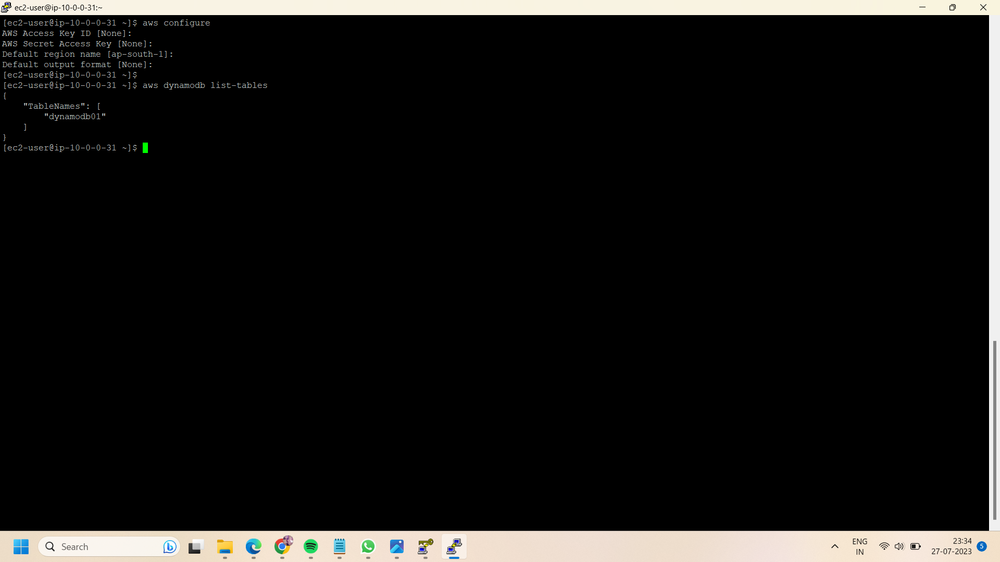 ec2-user@ip-10-0-0-31:~
[ec2-user@ip-10-0-0-31 ~]$ aws configure
AWS Access Key ID [None]:
AWS Secret Access Key [None]:
Default region name [ap-south-1]:
Default output format [None]:
[ec2-user@ip-10-0-0-31 ~]$
[ec2-user@ip-10-0-0-31 ~]$ aws dynamodb list-tables
{
    "TableNames": [
        "dynamodb01"
    ]
}
[ec2-user@ip-10-0-0-31 ~]$
Search
ENG
IN
23:34
27-07-2023
5